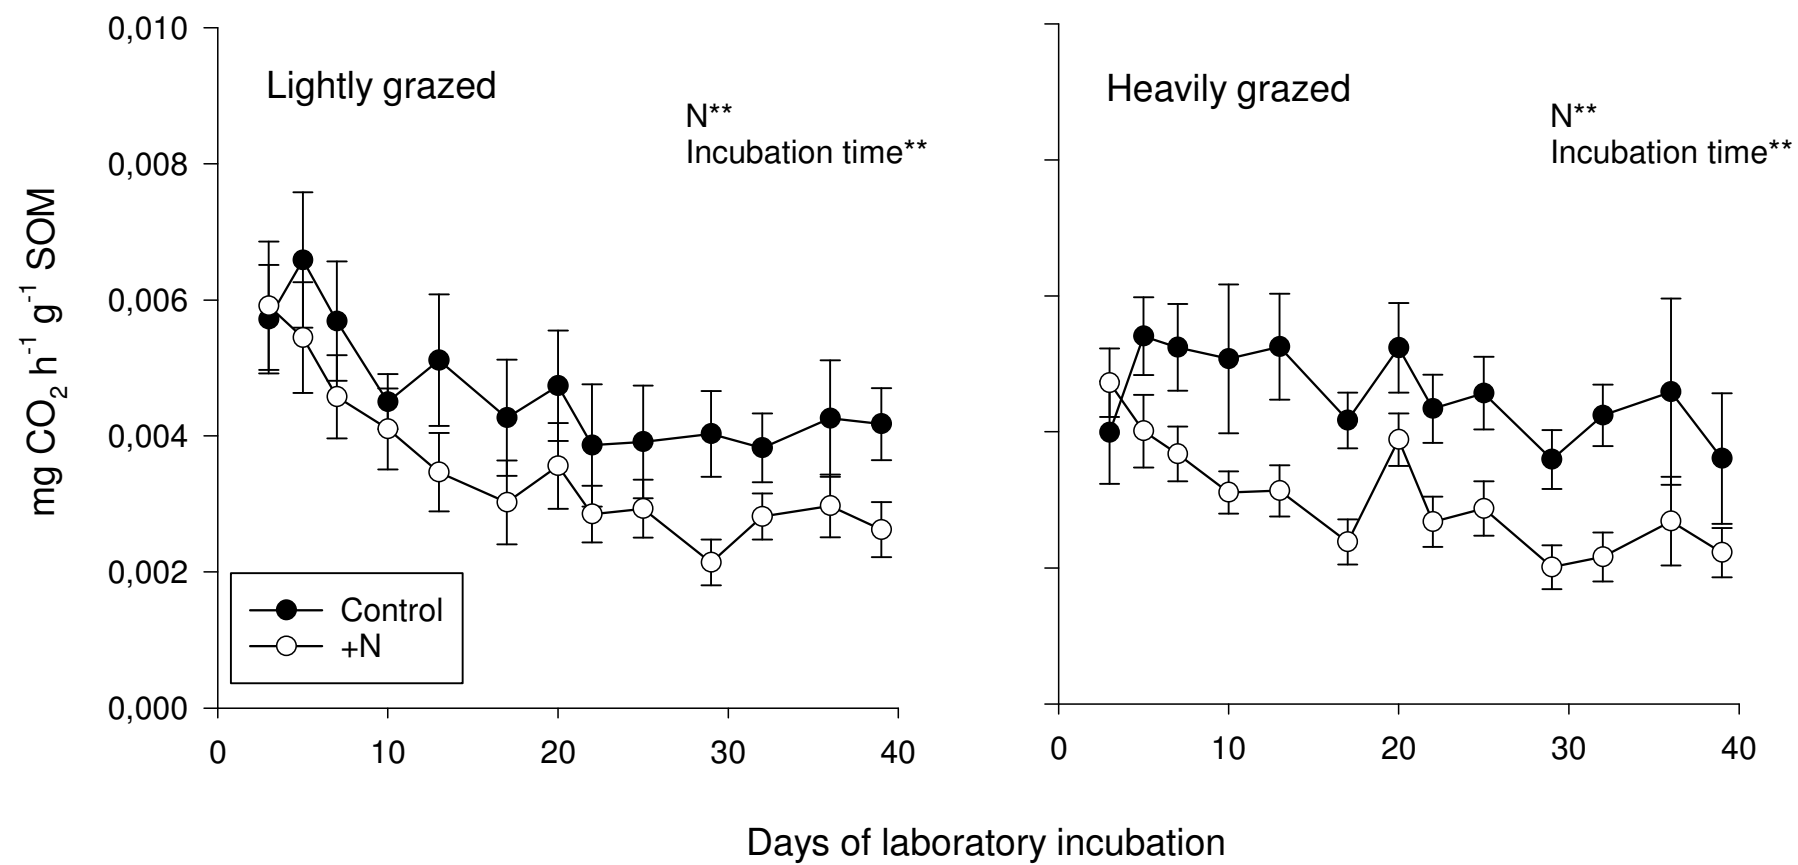 mg CO2 h-1 g-1 SOM
0,010
0,008
0,006
0,004
0,002
0,000
Lightly grazed
N**
Incubation time**
Control
+N
0 10 20 30 40
Heavily grazed
N**
Incubation time**
0 10 20 30 40
Days of laboratory incubation